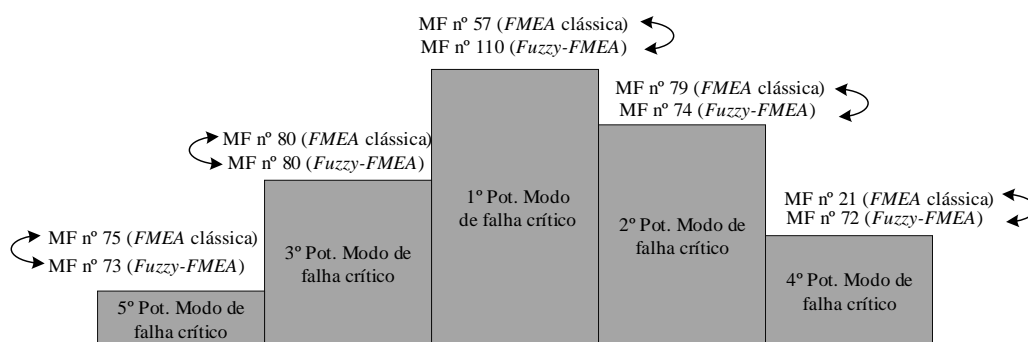 MF nº 57 (FMEA clássica)
MF nº 110 (Fuzzy-FMEA)
MF nº 79 (FMEA clássica)
MF nº 74 (Fuzzy-FMEA)
MF nº 80 (FMEA clássica)
MF nº 80 (Fuzzy-FMEA)
MF nº 21 (FMEA clássica)
MF nº 72 (Fuzzy-FMEA)
MF nº 75 (FMEA clássica)
MF nº 73 (Fuzzy-FMEA)
1º Pot. Modo
de falha crítico
2º Pot. Modo de
falha crítico
3º Pot. Modo de
falha crítico
4º Pot. Modo de
falha crítico
5º Pot. Modo de
falha crítico